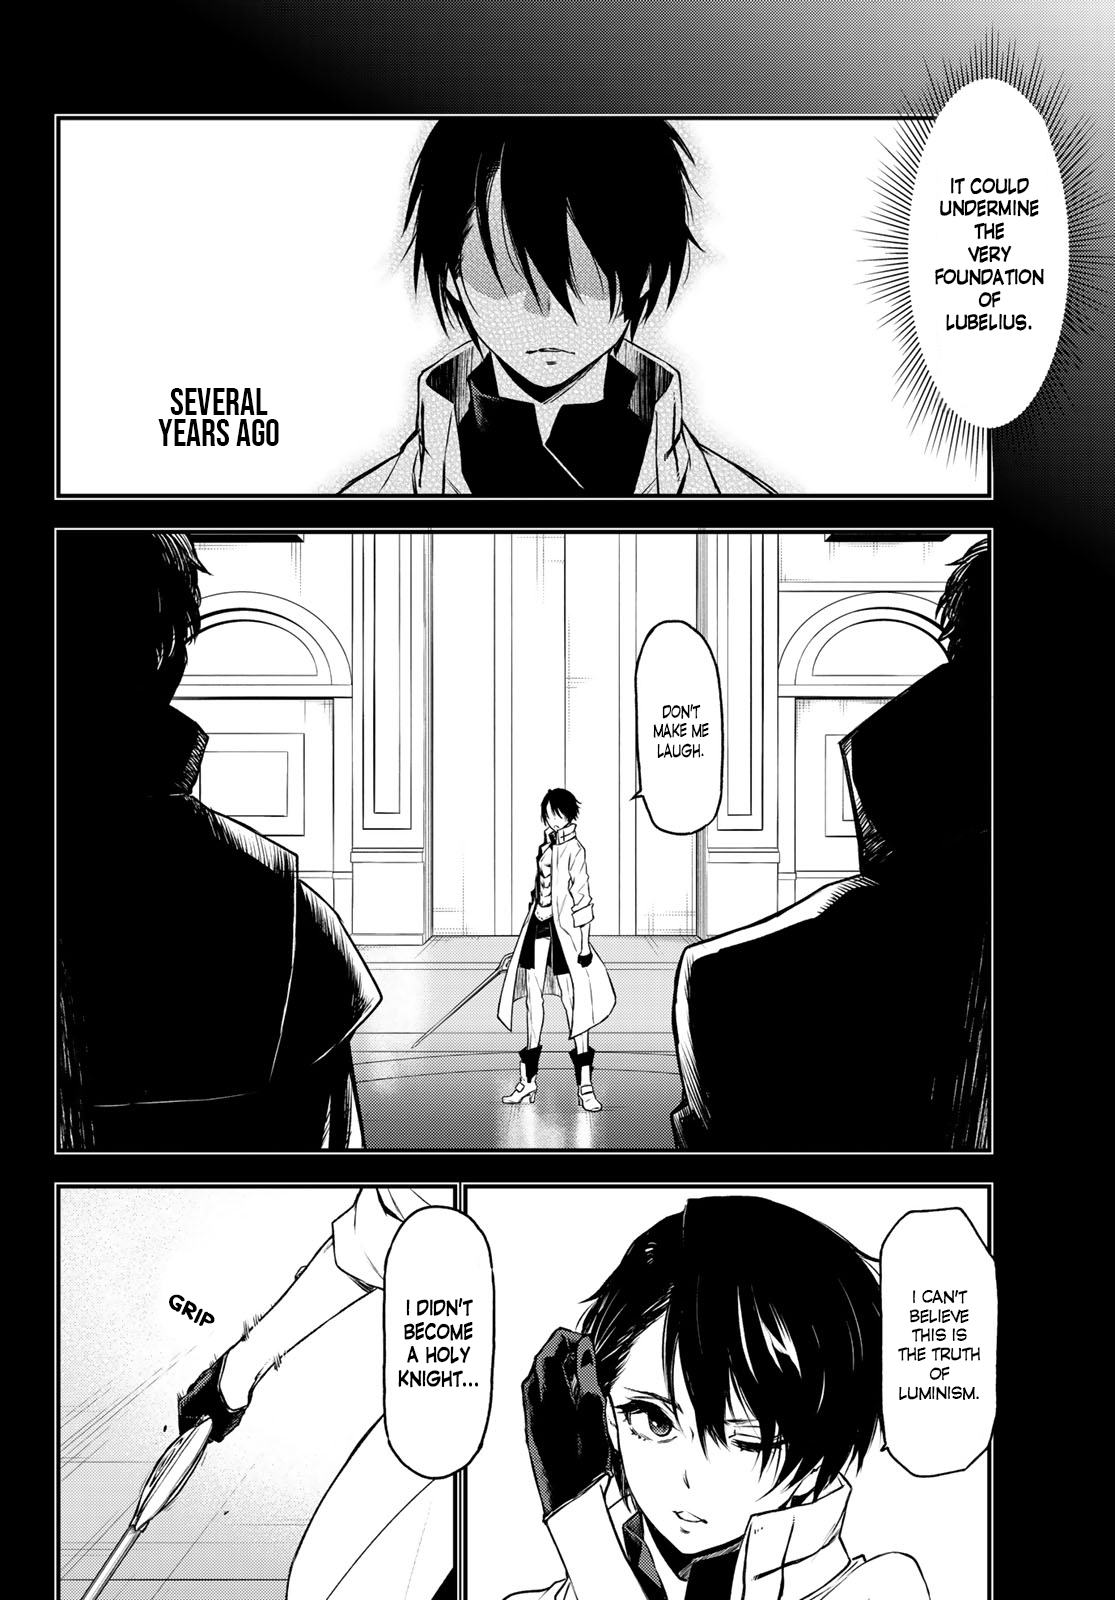 IT COULD
UNDERMINE
THE
VERY
FOUNDATION
OF
LUBELIUS.
SEVERAL
YEARS AGO
DON'T
MAKE ME
LAUGH.
I CAN'T
BELIEVE
THIS IS
THE TRUTH
OF
LUMINISM.
I DIDN'T
BECOME
A HOLY
KNIGHT...
GRIP